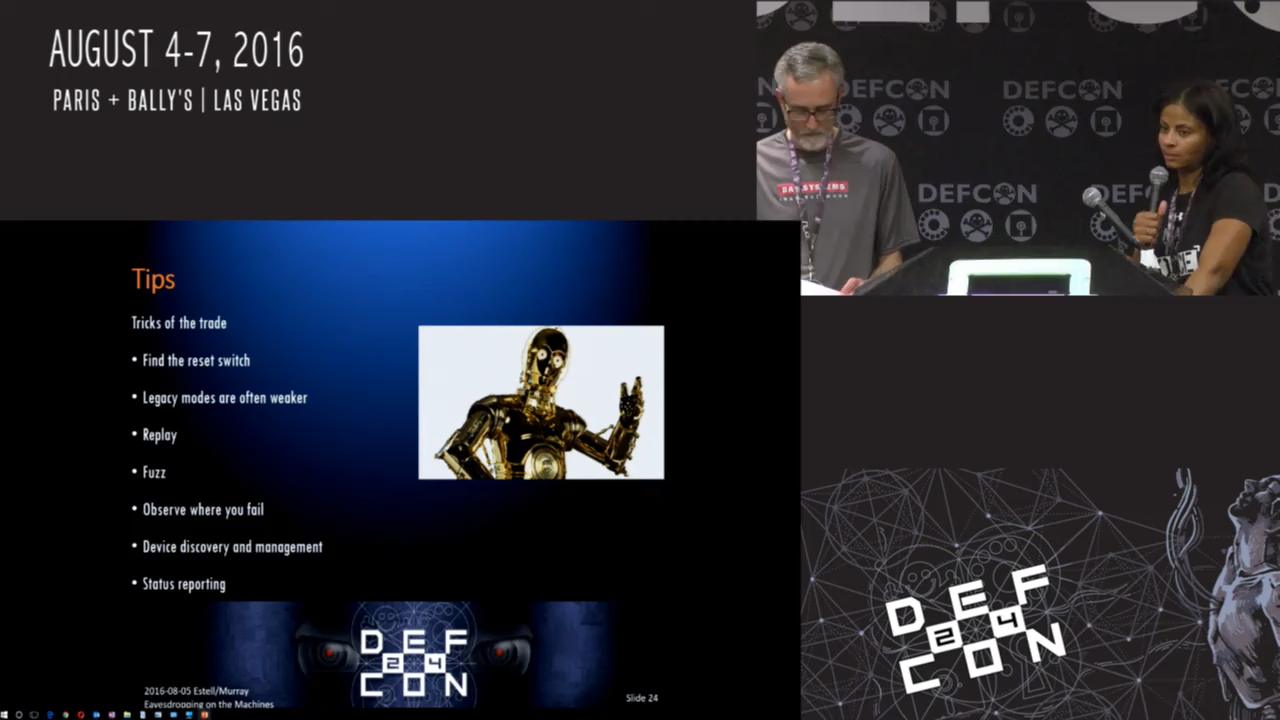 AUGUST 4-7, 2016
PARIS + BALLY'S | LAS VEGAS
DEFCON
DEFCON
DEFCON
Tips
Tricks of the trade
• Find the reset switch
• Legacy modes are often weaker
• Replay
• Fuzz
• Observe where you fail
• Device discovery and management
• Status reporting
DEF
24
CON
2016-08-05 Estell/Murray
Eavesdropping on the Machines
Slide 24
DEF
24
CON